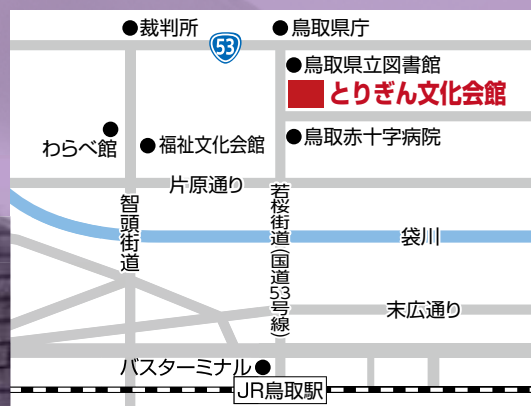 ●裁判所
53
●鳥取県庁
●鳥取県立図書館
とりぎん文化会館
わらべ館
●福祉文化会館
●鳥取赤十字病院
片原通り
智頭街道
若桜街道(国道53号線)
袋川
末広通り
バスターミナル●
JR鳥取駅